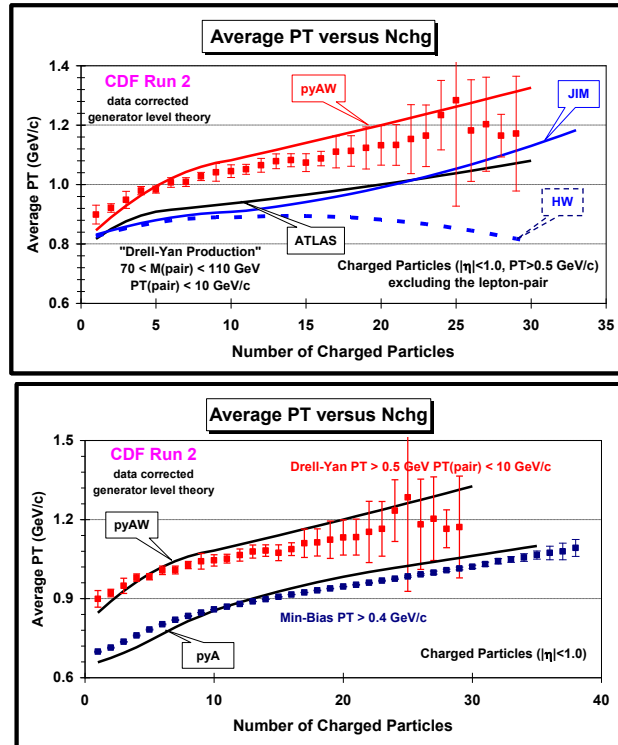 Average PT versus Nchg
CDF Run 2
data corrected
generator level theory
pyAW
JIM
HW
ATLAS
"Drell-Yan Production"
70 < M(pair) < 110 GeV
PT(pair) < 10 GeV/c
Charged Particles (|η|<1.0, PT>0.5 GeV/c)
excluding the lepton-pair
Average PT (GeV/c)
1.4
1.2
1.0
0.8
0.6
0 5 10 15 20 25 30 35
Number of Charged Particles
Average PT versus Nchg
CDF Run 2
data corrected
generator level theory
Drell-Yan PT > 0.5 GeV PT(pair) < 10 GeV/c
pyAW
Min-Bias PT > 0.4 GeV/c
pyA
Charged Particles (|η|<1.0)
Average PT (GeV/c)
1.5
1.2
0.9
0.6
0 10 20 30 40
Number of Charged Particles